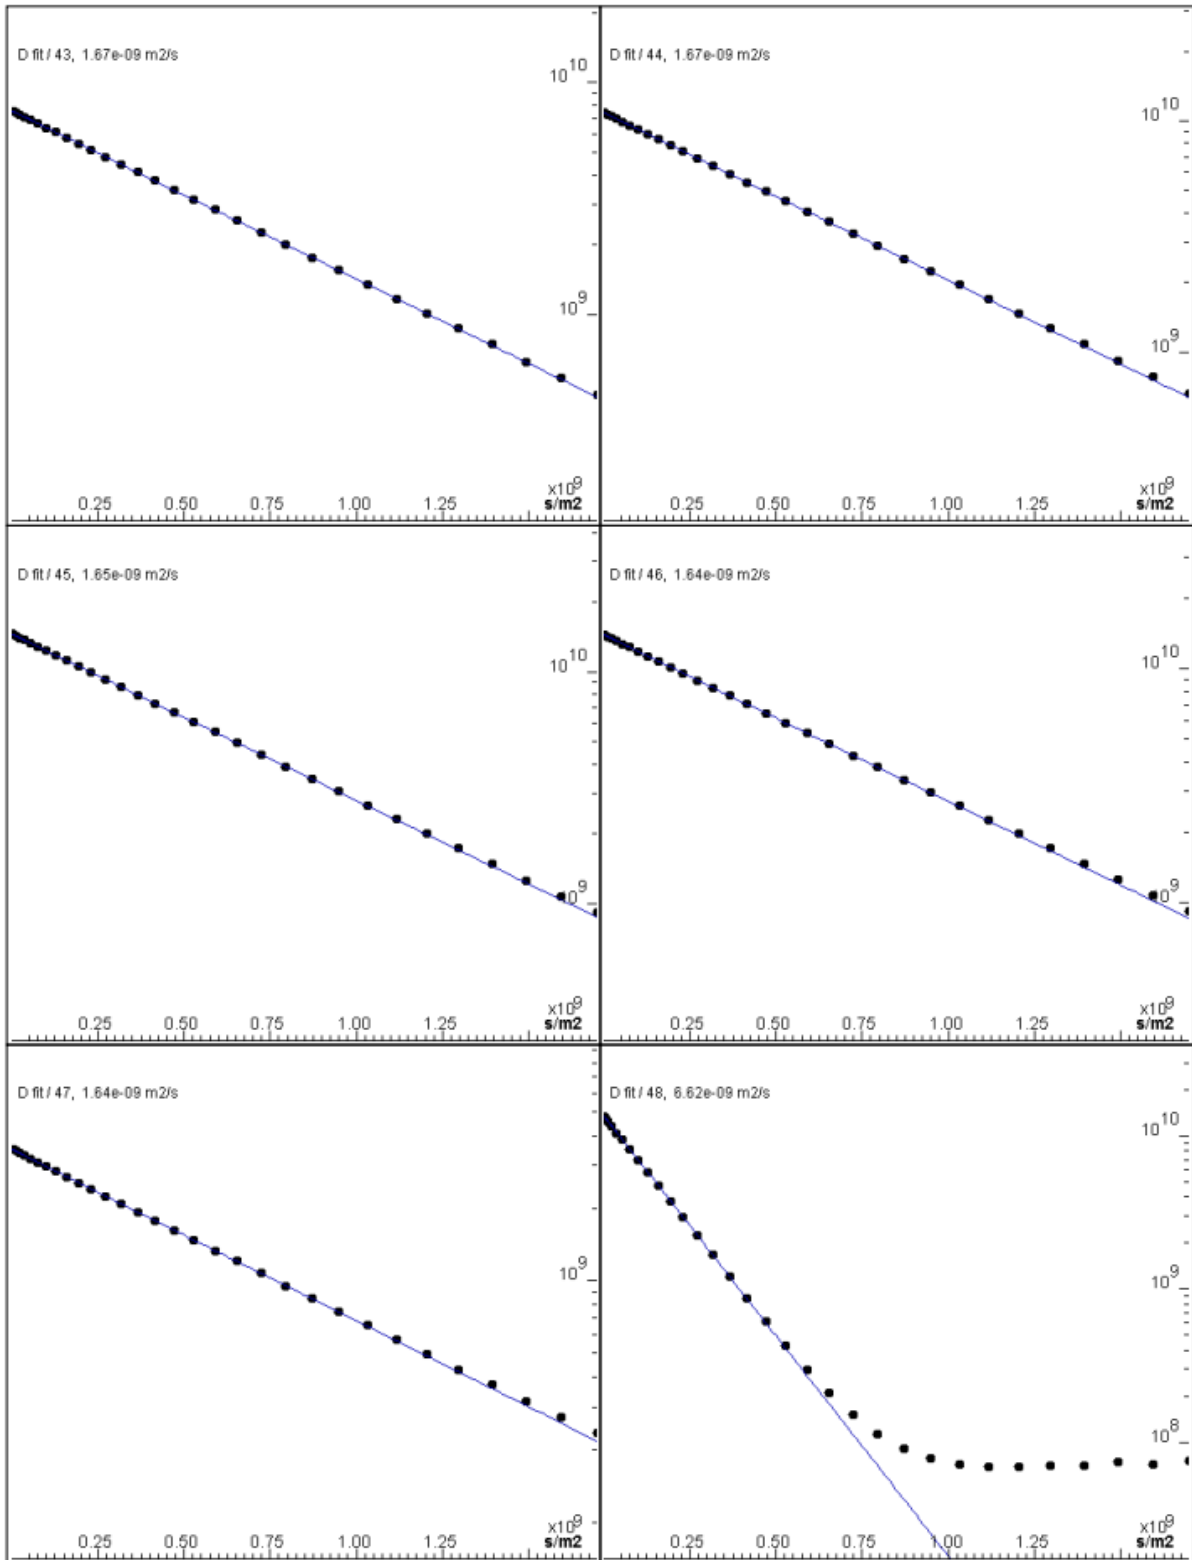 D fit / 43, 1.67e-09 m2/s
10^10
10^9
x10^9
0.25 0.50 0.75 1.00 1.25 s/m2
D fit / 44, 1.67e-09 m2/s
10^10
10^9
x10^9
0.25 0.50 0.75 1.00 1.25 s/m2
D fit / 45, 1.65e-09 m2/s
10^10
10^9
x10^9
0.25 0.50 0.75 1.00 1.25 s/m2
D fit / 46, 1.64e-09 m2/s
10^10
10^9
x10^9
0.25 0.50 0.75 1.00 1.25 s/m2
D fit / 47, 1.64e-09 m2/s
10^9
x10^9
0.25 0.50 0.75 1.00 1.25 s/m2
D fit / 48, 6.62e-09 m2/s
10^10
10^9
10^8
x10^9
0.25 0.50 0.75 1.00 1.25 s/m2